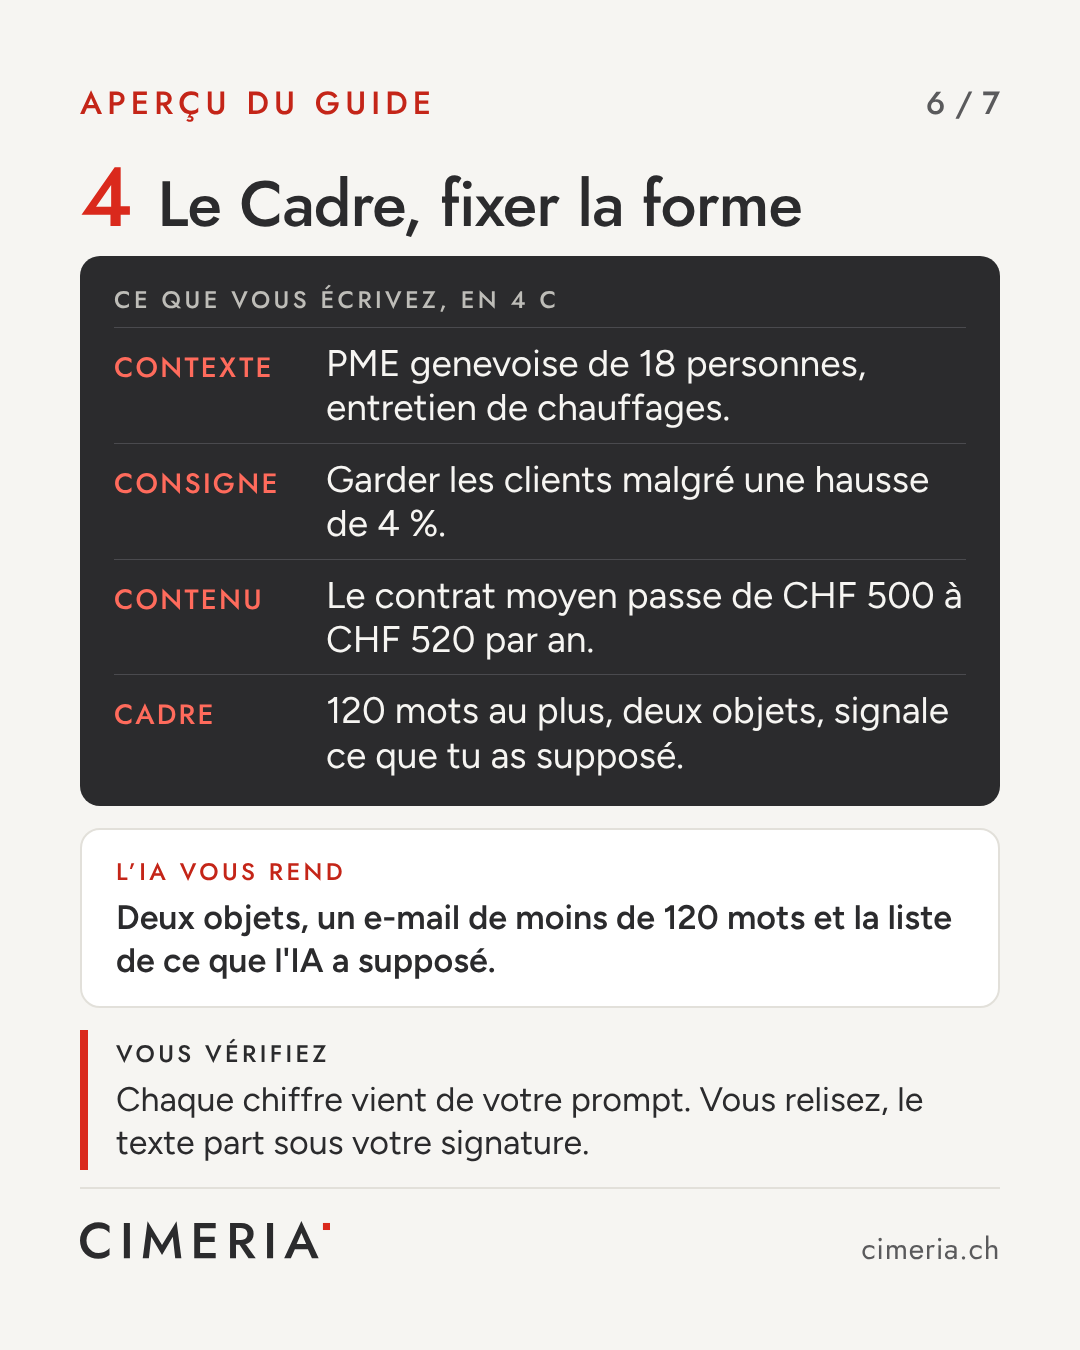 APERÇU DU GUIDE
6 / 7
4 Le Cadre, fixer la forme
CE QUE VOUS ÉCRIVEZ, EN 4 C
CONTEXTE
PME genevoise de 18 personnes,
entretien de chauffages.
CONSIGNE
Garder les clients malgré une hausse
de 4 %.
CONTENU
Le contrat moyen passe de CHF 500 à
CHF 520 par an.
CADRE
120 mots au plus, deux objets, signale
ce que tu as supposé.
L’IA VOUS REND
Deux objets, un e-mail de moins de 120 mots et la liste
de ce que l'IA a supposé.
VOUS VÉRIFIEZ
Chaque chiffre vient de votre prompt. Vous relisez, le
texte part sous votre signature.
CIMERIA
cimeria.ch